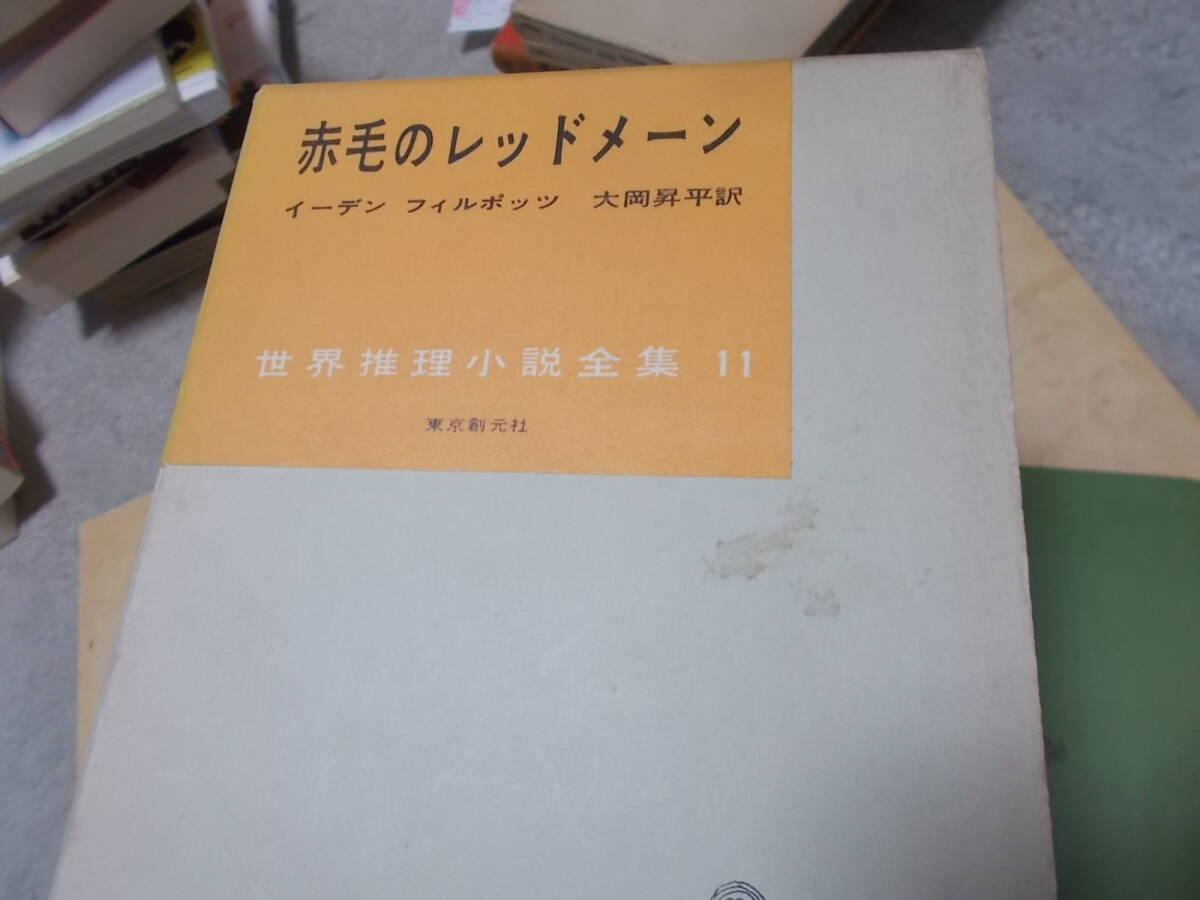 赤毛のレッドメーン
イーデン フィルポッツ 大岡昇平訳
世界推理小説全集 11
東京創元社